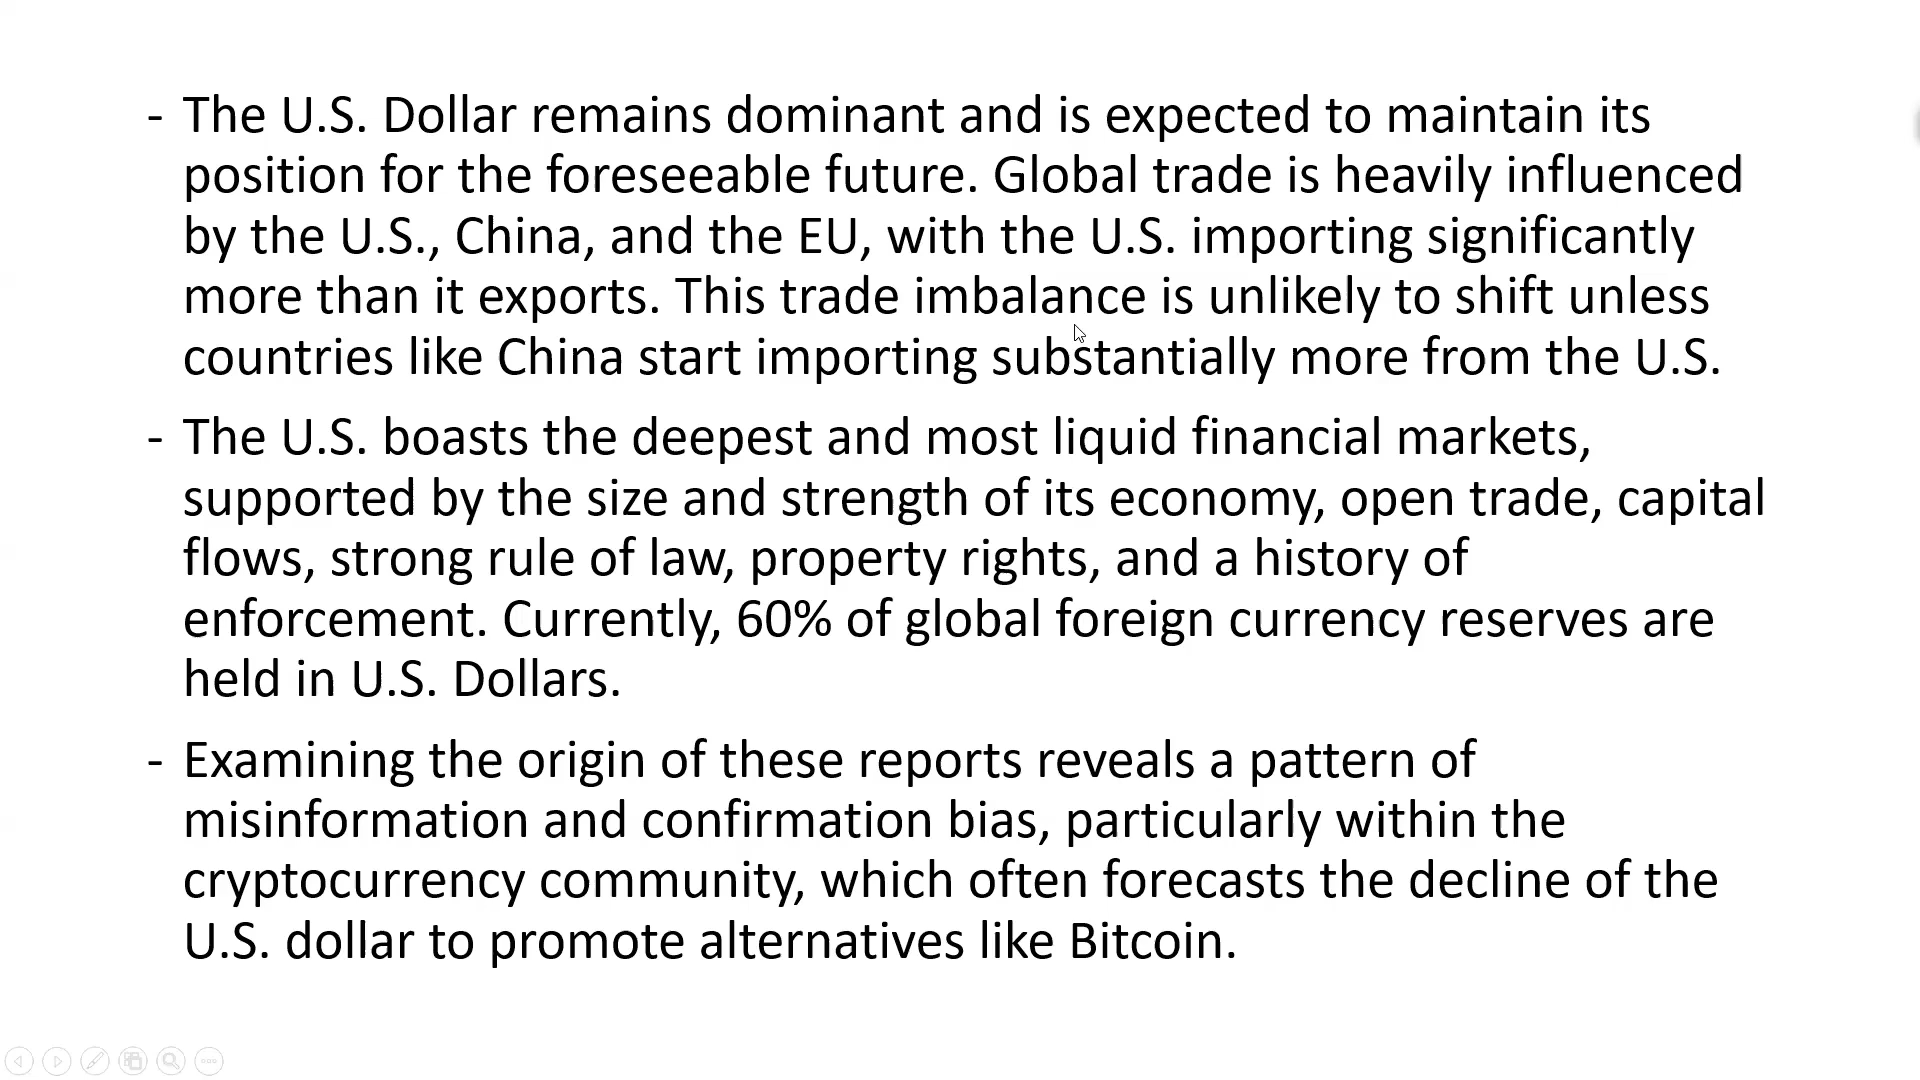 - The U.S. Dollar remains dominant and is expected to maintain its
position for the foreseeable future. Global trade is heavily influenced
by the U.S., China, and the EU, with the U.S. importing significantly
more than it exports. This trade imbalance is unlikely to shift unless
countries like China start importing substantially more from the U.S.
- The U.S. boasts the deepest and most liquid financial markets,
supported by the size and strength of its economy, open trade, capital
flows, strong rule of law, property rights, and a history of
enforcement. Currently, 60% of global foreign currency reserves are
held in U.S. Dollars.
- Examining the origin of these reports reveals a pattern of
misinformation and confirmation bias, particularly within the
cryptocurrency community, which often forecasts the decline of the
U.S. dollar to promote alternatives like Bitcoin.